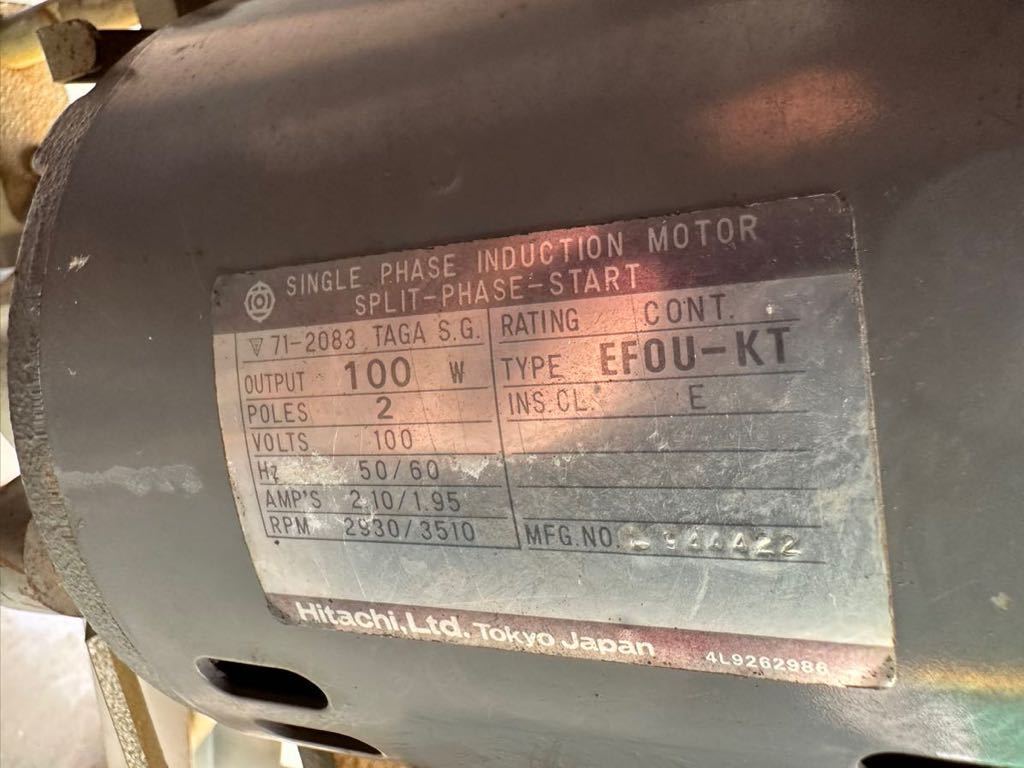 SINGLE PHASE INDUCTION MOTOR
SPLIT-PHASE-START
71-2083 TAGA S.G.
OUTPUT 100 W
POLES 2
VOLTS 100
Hz 50/60
AMP'S 2.10/1.95
RPM 2930/3510
RATING CONT.
TYPE EFOU-KT
INS.CL. E
MFG.NO.
Hitachi,Ltd. Tokyo Japan
4L9262986